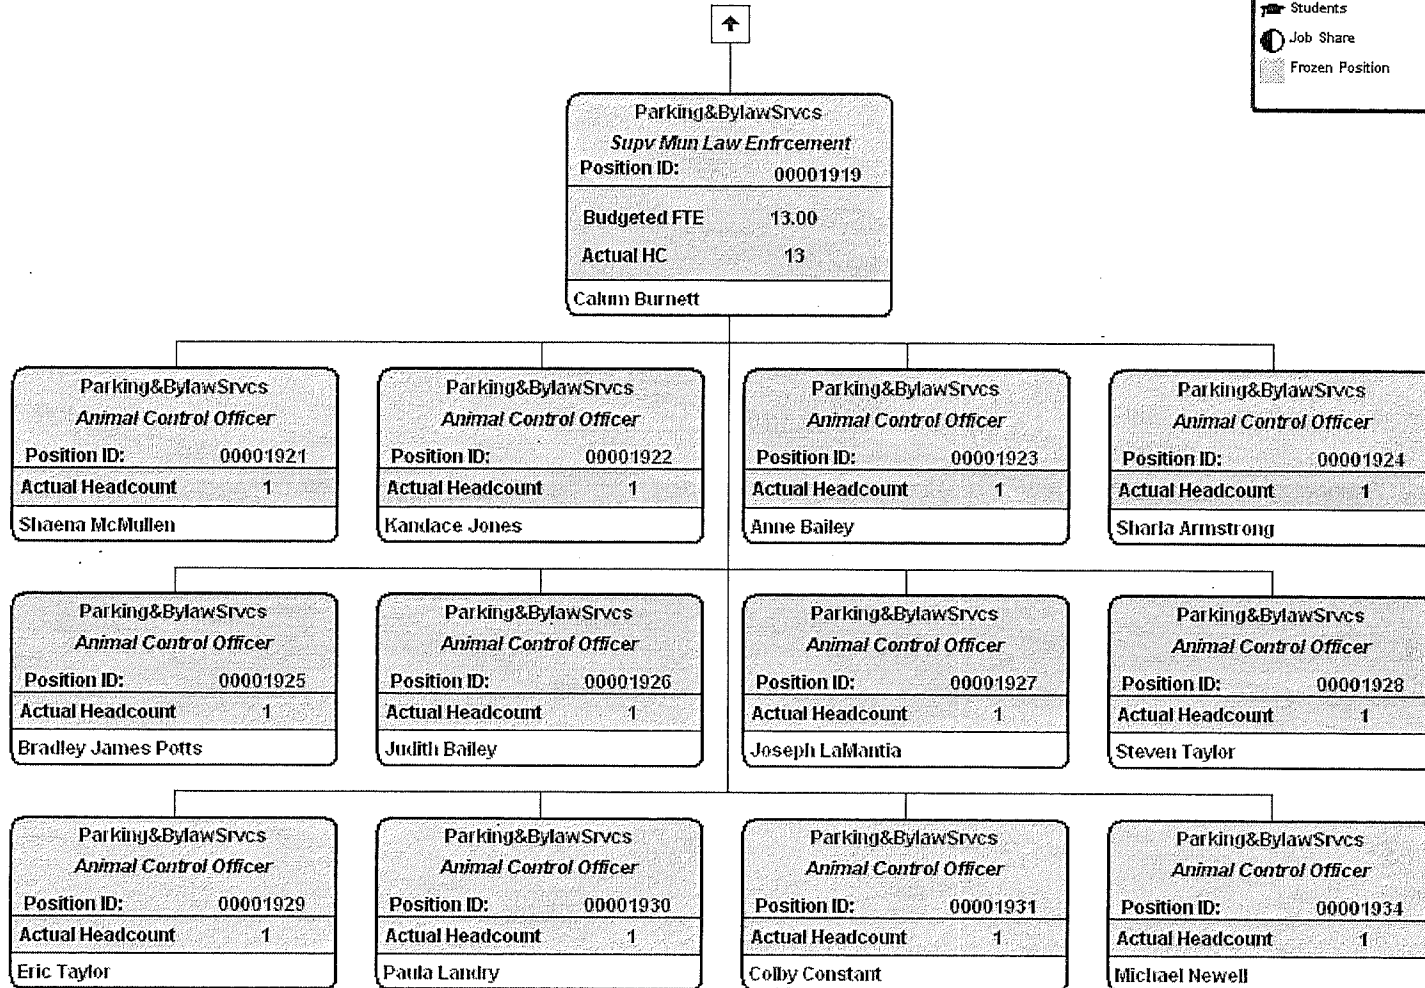 Students
Job Share
Frozen Position
Parking&BylawSrvcs
Supv Mun Law Enfrcement
Position ID: 00001919
Budgeted FTE 13.00
Actual HC 13
Calum Burnett
Parking&BylawSrvcs
Animal Control Officer
Position ID: 00001921
Actual Headcount 1
Shaena McMullen
Parking&BylawSrvcs
Animal Control Officer
Position ID: 00001922
Actual Headcount 1
Kandace Jones
Parking&BylawSrvcs
Animal Control Officer
Position ID: 00001923
Actual Headcount 1
Anne Bailey
Parking&BylawSrvcs
Animal Control Officer
Position ID: 00001924
Actual Headcount 1
Sharla Armstrong
Parking&BylawSrvcs
Animal Control Officer
Position ID: 00001925
Actual Headcount 1
Bradley James Potts
Parking&BylawSrvcs
Animal Control Officer
Position ID: 00001926
Actual Headcount 1
Judith Bailey
Parking&BylawSrvcs
Animal Control Officer
Position ID: 00001927
Actual Headcount 1
Joseph LaMantia
Parking&BylawSrvcs
Animal Control Officer
Position ID: 00001928
Actual Headcount 1
Steven Taylor
Parking&BylawSrvcs
Animal Control Officer
Position ID: 00001929
Actual Headcount 1
Eric Taylor
Parking&BylawSrvcs
Animal Control Officer
Position ID: 00001930
Actual Headcount 1
Paula Landry
Parking&BylawSrvcs
Animal Control Officer
Position ID: 00001931
Actual Headcount 1
Colby Constant
Parking&BylawSrvcs
Animal Control Officer
Position ID: 00001934
Actual Headcount 1
Michael Newell